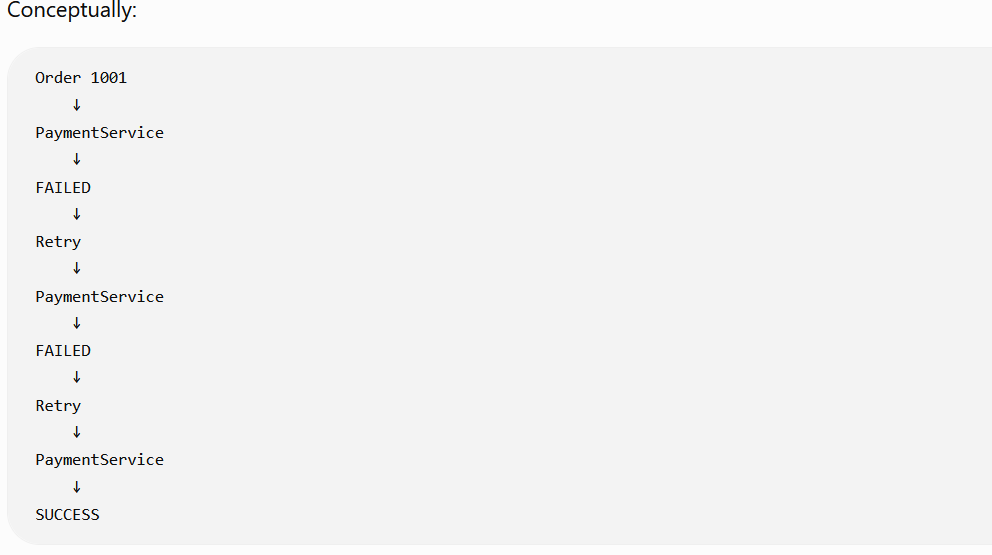 Conceptually:
Order 1001
↓
PaymentService
↓
FAILED
↓
Retry
↓
PaymentService
↓
FAILED
↓
Retry
↓
PaymentService
↓
SUCCESS